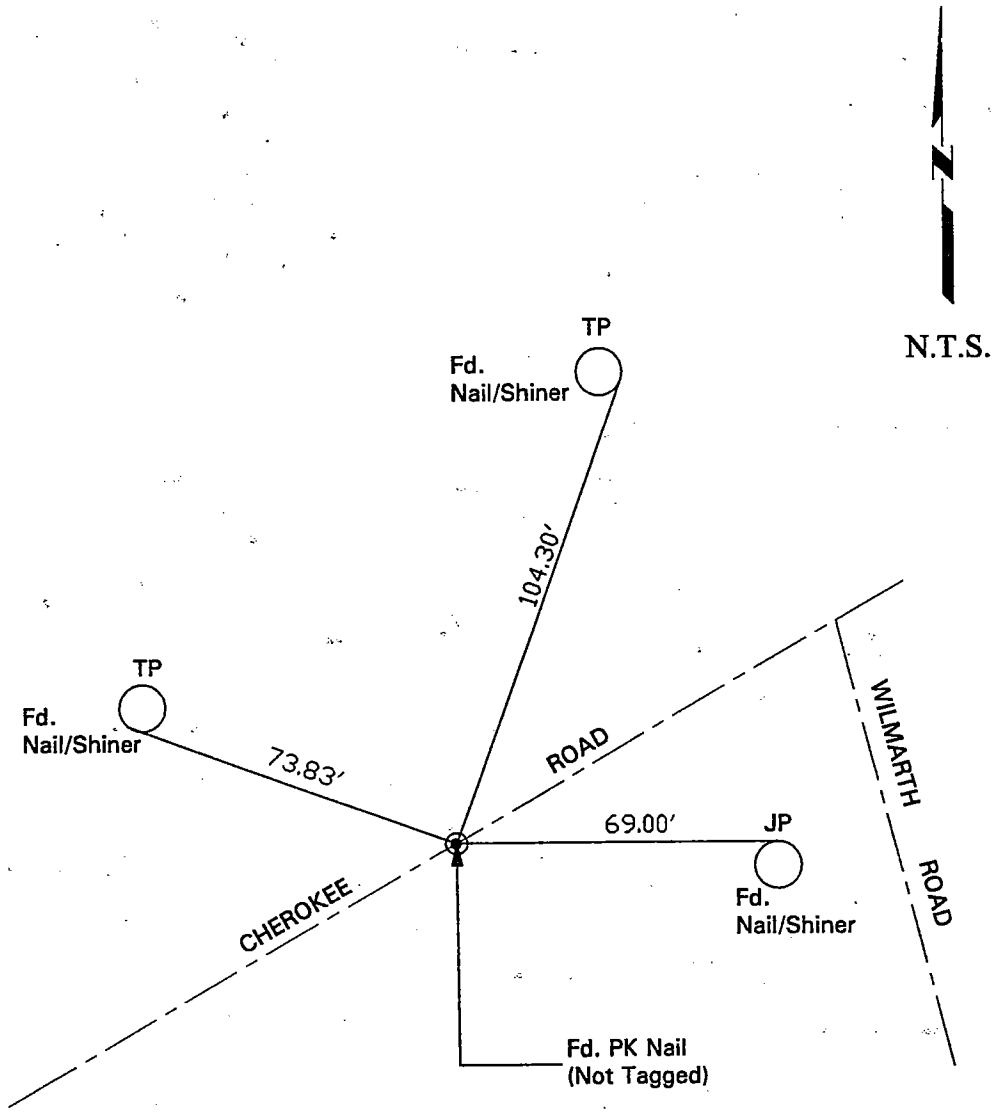 N
N.T.S.
TP
Fd.
Nail/Shiner
104.30'
TP
Fd.
Nail/Shiner
73.83'
ROAD
WILMARTH
69.00'
JP
Fd.
Nail/Shiner
ROAD
CHEROKEE
Fd. PK Nail
(Not Tagged)